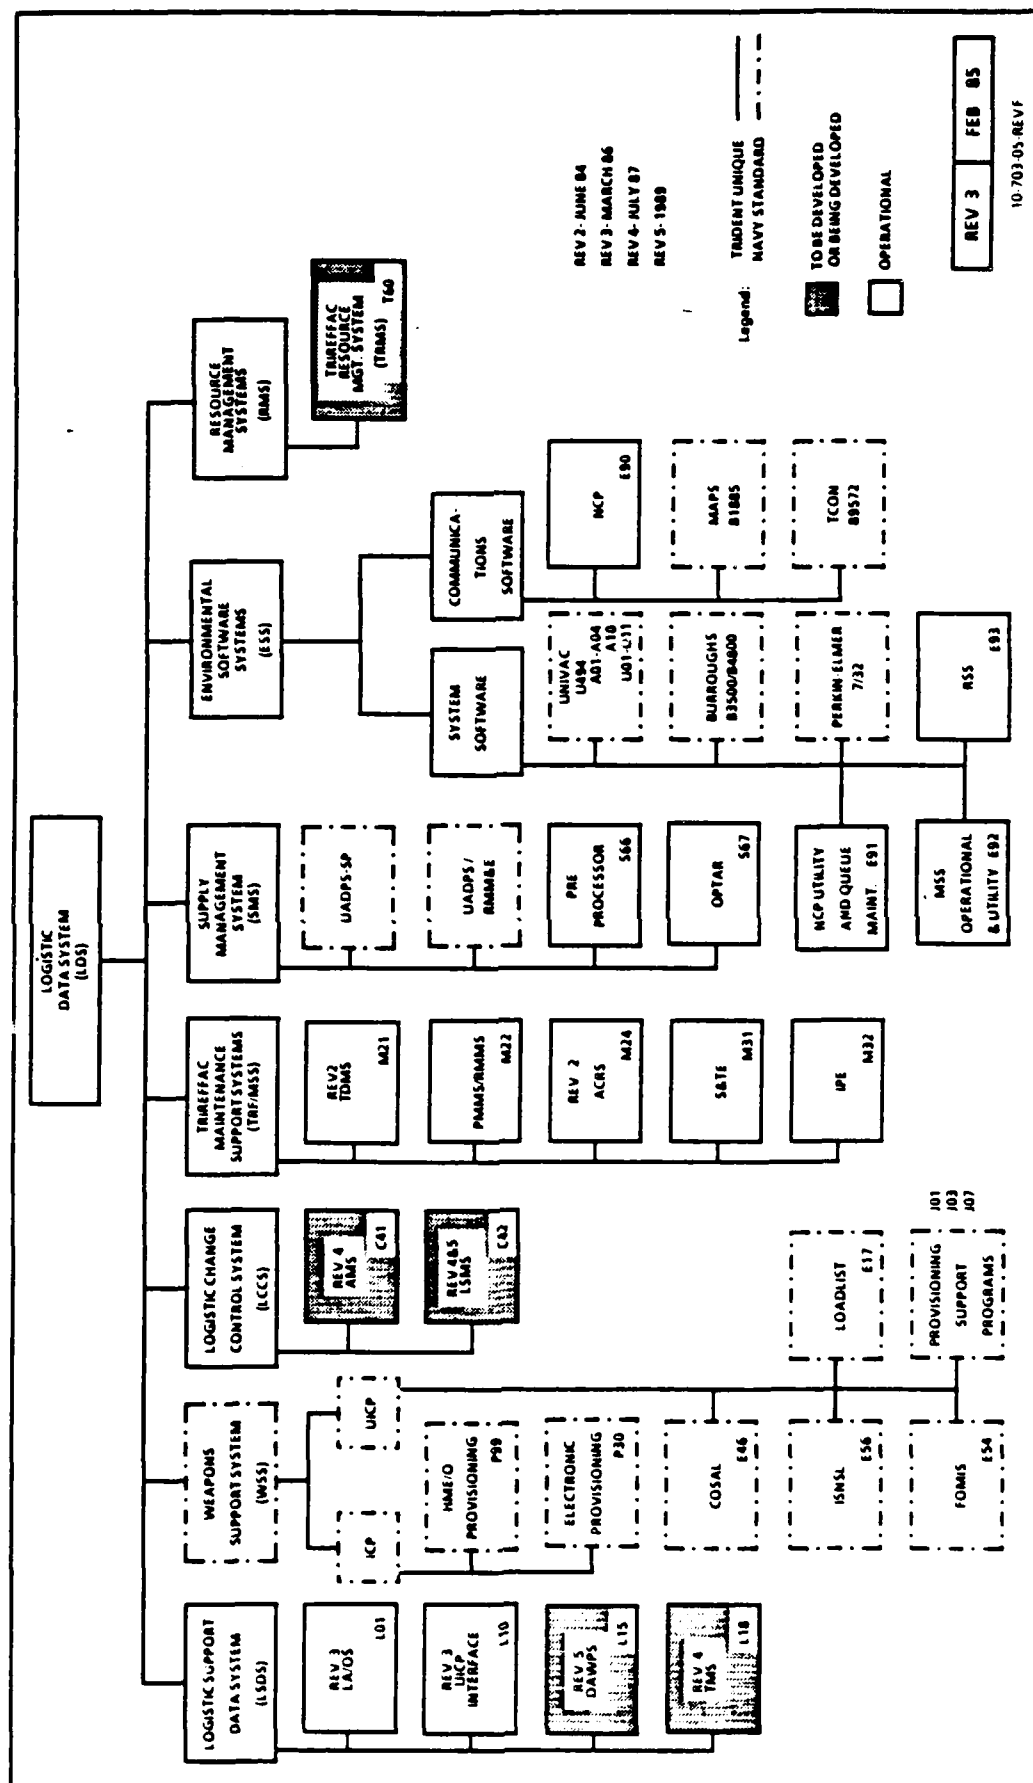 LOGISTIC
DATA SYSTEM
(LDS)
LOGISTIC SUPPORT
DATA SYSTEM
(LSDS)
REV. 3
LA/OS
L01
REV. 3
UICP
INTERFACE
L10
REV 5
DAWPS
L15
REV 4
TMS
L18
WEAPONS
SUPPORT SYSTEM
(WSS)
ICP
UICP
HME/O
PROVISIONING
P99
ELECTRONIC
PROVISIONING
P30
COSAL
E46
ISNSL
E56
FOMIS
E54
LOADLIST
E17
PROVISIONING
SUPPORT
PROGRAMS
J01
J03
J07
LOGISTIC CHANGE
CONTROL SYSTEM
(LCCS)
REV 4
AMS
C41
REV 4&5
LSMS
C42
TRIREFFAC
MAINTENANCE
SUPPORT SYSTEMS
(TRF/MSS)
REV2
TDMS
M21
PMMS/RMMS
M22
REV 2
ACRS
M24
S&TE
M31
IPE
M32
SUPPLY
MANAGEMENT
SYSTEM
(SMS)
UADPS-SP
UADPS/
RMM&E
PRE
PROCESSOR
S66
OPTAR
S67
ENVIRONMENTAL
SOFTWARE
SYSTEMS
(ESS)
SYSTEM
SOFTWARE
UNIVAC
U494
A01-A04
A10
U01-U11
BURROUGHS
B3500/B4800
PERKIN-ELMER
7/32
NCP UTILITY
AND QUEUE
MAINT. E91
MSS
OPERATIONAL
& UTILITY E92
RSS
E93
COMMUNICA-
TIONS
SOFTWARE
NCP
E90
MAPS
B1885
TCON
B9572
RESOURCE
MANAGEMENT
SYSTEMS
(RMS)
TRIREFFAC
RESOURCE
MGT. SYSTEM
(TRMS) T60
REV 2- JUNE 84
REV 3- MARCH 86
REV 4- JULY 87
REV 5- 1989
Legend:
TRIDENT UNIQUE
NAVY STANDARD
TO BE DEVELOPED
OR BEING DEVELOPED
OPERATIONAL
REV 3 FEB 85
10-703-05-REVF